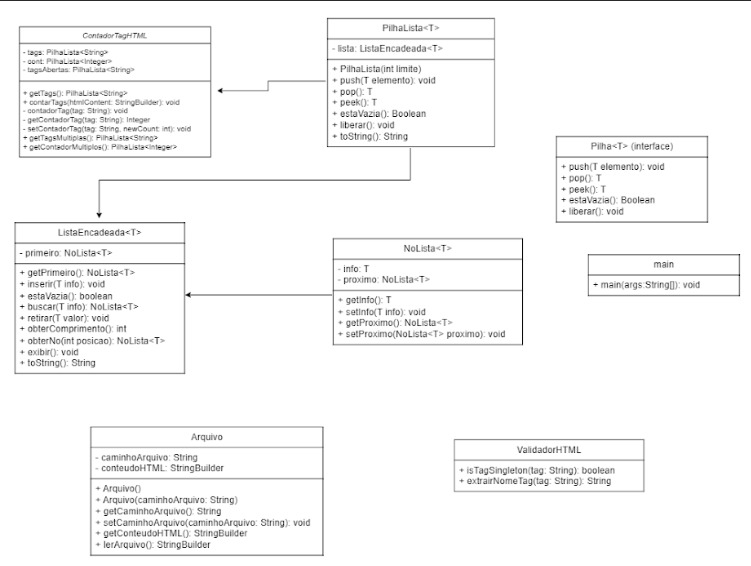 ContadorTagHTML
- tags: PilhaLista<String>
- cont: PilhaLista<Integer>
- tagsAbertas: PilhaLista<String>
+ getTags(): PilhaLista<String>
+ contarTags(htmlContent: StringBuilder): void
- contadorTag(tag: String): void
- getContadorTag(tag: String): Integer
- setContadorTag(tag: String, newCount: int): void
+ getTagsMultiplas(): PilhaLista<String>
+ getContadorMultiplos(): PilhaLista<Integer>
PilhaLista<T>
- lista: ListaEncadeada<T>
+ PilhaLista(int limite)
+ push(T elemento): void
+ pop(): T
+ peek(): T
+ estaVazia(): Boolean
+ liberar(): void
+ toString(): String
Pilha<T> (interface)
+ push(T elemento): void
+ pop(): T
+ peek(): T
+ estaVazia(): Boolean
+ liberar(): void
ListaEncadeada<T>
- primeiro: NoLista<T>
+ getPrimeiro(): NoLista<T>
+ inserir(T info): void
+ estaVazia(): boolean
+ buscar(T info): NoLista<T>
+ retirar(T valor): void
+ obterComprimento(): int
+ obterNo(int posicao): NoLista<T>
+ exibir(): void
+ toString(): String
NoLista<T>
- info: T
- proximo: NoLista<T>
+ getInfo(): T
+ setInfo(T info): void
+ getProximo(): NoLista<T>
+ setProximo(NoLista<T> proximo): void
main
+ main(args:String[]): void
Arquivo
- caminhoArquivo: String
- conteudoHTML: StringBuilder
+ Arquivo()
+ Arquivo(caminhoArquivo: String)
+ getCaminhoArquivo(): String
+ setCaminhoArquivo(caminhoArquivo: String): void
+ getConteudoHTML(): StringBuilder
+ lerArquivo(): StringBuilder
ValidadorHTML
+ isTagSingleton(tag: String): boolean
+ extrairNomeTag(tag: String): String